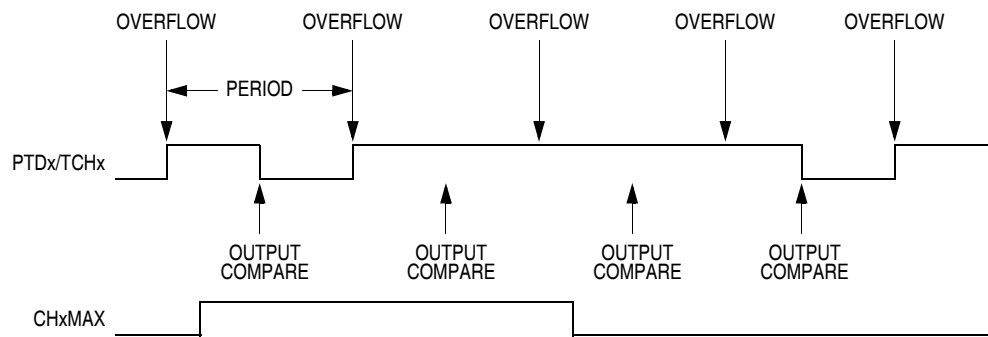 OVERFLOW OVERFLOW OVERFLOW OVERFLOW OVERFLOW
PERIOD
PTDx/TCHx
OUTPUT COMPARE
OUTPUT COMPARE
OUTPUT COMPARE
OUTPUT COMPARE
CHxMAX